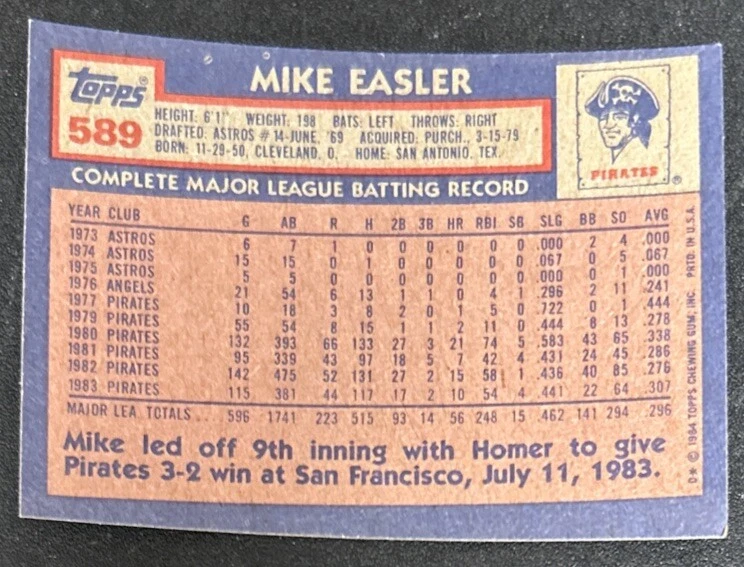 Topps
589
MIKE EASLER
HEIGHT: 6'1" WEIGHT: 198 BATS: LEFT THROWS: RIGHT
DRAFTED: ASTROS #14-JUNE, '69 ACQUIRED: PURCH., 3-15-79
BORN: 11-29-50, CLEVELAND, O. HOME: SAN ANTONIO, TEX.
PIRATES ®
COMPLETE MAJOR LEAGUE BATTING RECORD
YEAR CLUB G AB R H 2B 3B HR RBI SB SLG BB SO AVG
1973 ASTROS 6 7 1 0 0 0 0 0 0 .000 2 4 .000
1974 ASTROS 15 15 0 1 0 0 0 0 0 .067 0 5 .067
1975 ASTROS 5 5 0 0 0 0 0 0 0 .000 0 1 .000
1976 ANGELS 21 54 6 13 1 1 0 4 1 .296 2 11 .241
1977 PIRATES 10 18 3 8 2 0 1 5 0 .722 0 1 .444
1979 PIRATES 55 54 8 15 1 1 2 11 0 .444 8 13 .278
1980 PIRATES 132 393 66 133 27 3 21 74 5 .583 43 65 .338
1981 PIRATES 95 339 43 97 18 5 7 42 4 .431 24 45 .286
1982 PIRATES 142 475 52 131 27 2 15 58 1 .436 40 85 .276
1983 PIRATES 115 381 44 117 17 2 10 54 4 .441 22 64 .307
MAJOR LEA. TOTALS... 596 1741 223 515 93 14 56 248 15 .462 141 294 .296
Mike led off 9th inning with Homer to give
Pirates 3-2 win at San Francisco, July 11, 1983.
D* © 1984 TOPPS CHEWING GUM, INC. PRTD. IN U.S.A.